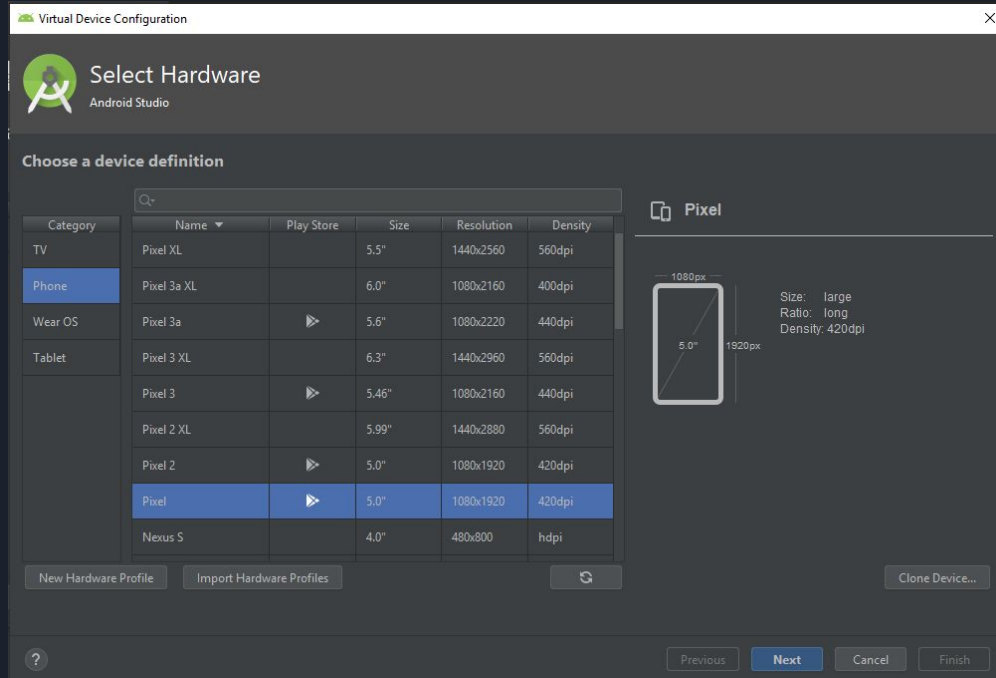 Virtual Device Configuration
Select Hardware
Android Studio
Choose a device definition
Category
TV
Phone
Wear OS
Tablet
Name Play Store Size Resolution Density
Pixel XL 5.5" 1440x2560 560dpi
Pixel 3a XL 6.0" 1080x2160 400dpi
Pixel 3a 5.6" 1080x2220 440dpi
Pixel 3 XL 6.3" 1440x2960 560dpi
Pixel 3 5.46" 1080x2160 440dpi
Pixel 2 XL 5.99" 1440x2880 560dpi
Pixel 2 5.0" 1080x1920 420dpi
Pixel 5.0" 1080x1920 420dpi
Nexus S 4.0" 480x800 hdpi
New Hardware Profile Import Hardware Profiles
Pixel
1080px
5.0" 1920px
Size: large
Ratio: long
Density: 420dpi
Clone Device...
? Previous Next Cancel Finish